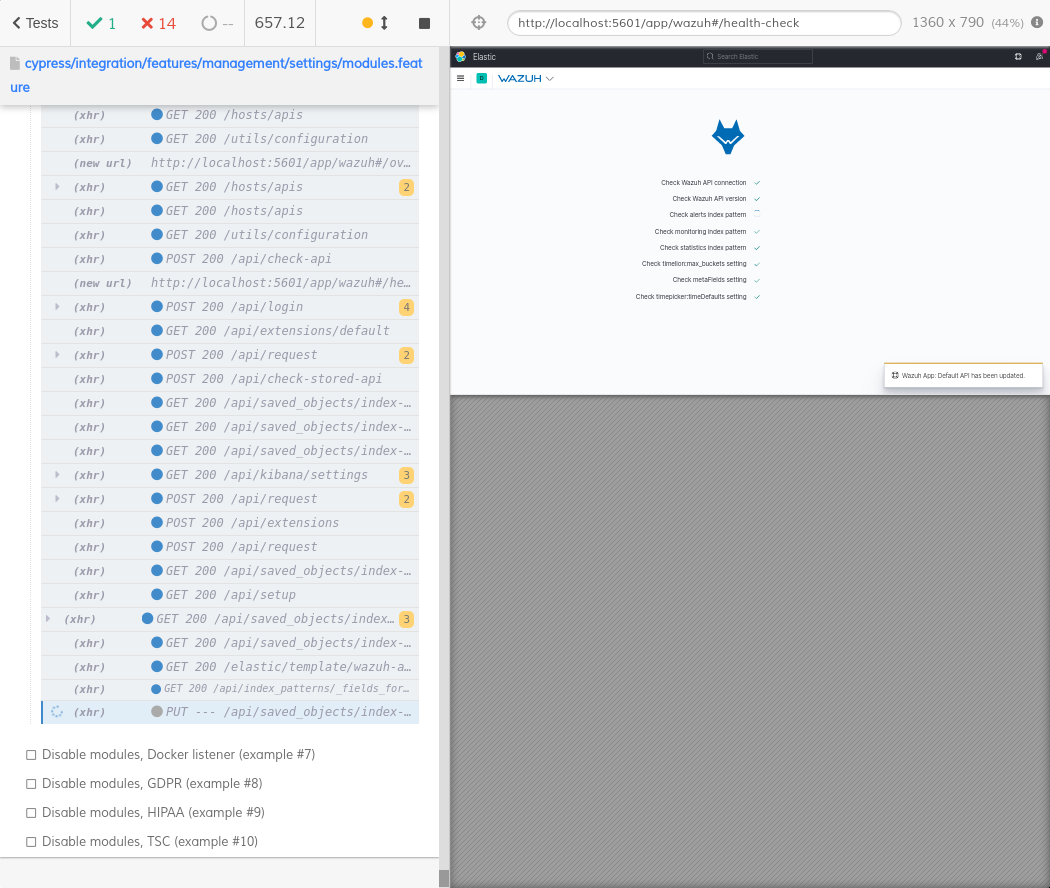 Tests 1 14 -- 657.12
http://localhost:5601/app/wazuh#/health-check 1360 x 790 (44%)
cypress/integration/features/management/settings/modules.feat
ure
(xhr) GET 200 /hosts/apis
(xhr) GET 200 /utils/configuration
(new url) http://localhost:5601/app/wazuh#/ov…
(xhr) GET 200 /hosts/apis 2
(xhr) GET 200 /hosts/apis
(xhr) GET 200 /utils/configuration
(xhr) POST 200 /api/check-api
(new url) http://localhost:5601/app/wazuh#/he…
(xhr) POST 200 /api/login 4
(xhr) GET 200 /api/extensions/default
(xhr) POST 200 /api/request 2
(xhr) POST 200 /api/check-stored-api
(xhr) GET 200 /api/saved_objects/index-…
(xhr) GET 200 /api/saved_objects/index-…
(xhr) GET 200 /api/saved_objects/index-…
(xhr) GET 200 /api/kibana/settings 3
(xhr) POST 200 /api/request 2
(xhr) POST 200 /api/extensions
(xhr) POST 200 /api/request
(xhr) GET 200 /api/saved_objects/index-…
(xhr) GET 200 /api/setup
(xhr) GET 200 /api/saved_objects/index… 3
(xhr) GET 200 /api/saved_objects/index-…
(xhr) GET 200 /elastic/template/wazuh-a…
(xhr) GET 200 /api/index_patterns/_fields_for…
(xhr) PUT --- /api/saved_objects/index-…
Disable modules, Docker listener (example #7)
Disable modules, GDPR (example #8)
Disable modules, HIPAA (example #9)
Disable modules, TSC (example #10)
Elastic
Search Elastic
D WAZUH
Check Wazuh API connection
Check Wazuh API version
Check alerts index pattern
Check monitoring index pattern
Check statistics index pattern
Check timelion:max_buckets setting
Check metaFields setting
Check timepicker:timeDefaults setting
Wazuh App: Default API has been updated.